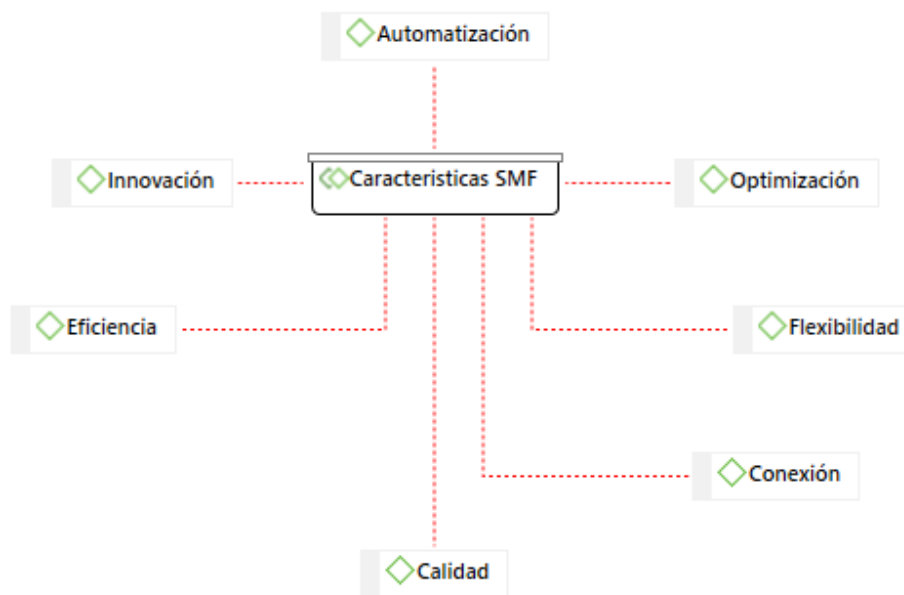 Automatización
Innovación
Caracteristicas SMF
Optimización
Eficiencia
Flexibilidad
Conexión
Calidad